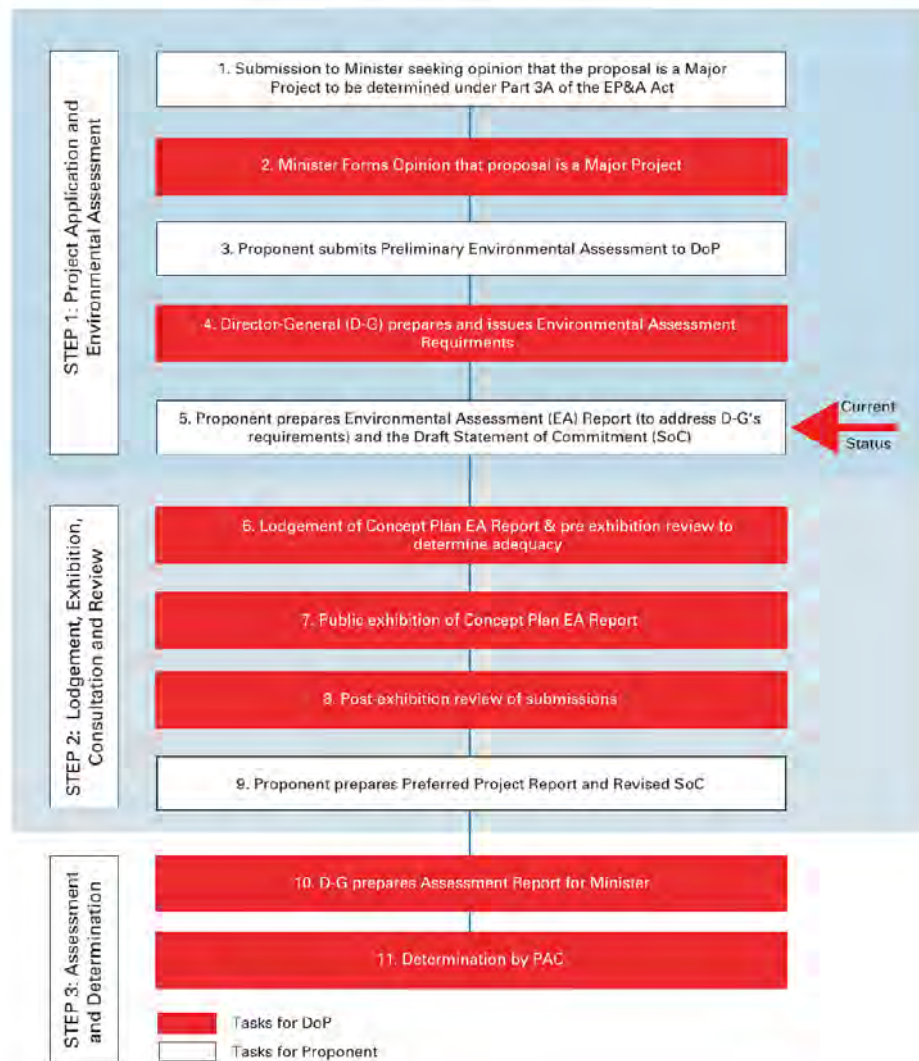 STEP 1: Project Application and
Environmental Assessment
1. Submission to Minister seeking opinion that the proposal is a Major
Project to be determined under Part 3A of the EP&A Act
2. Minister Forms Opinion that proposal is a Major Project
3. Proponent submits Preliminary Environmental Assessment to DoP
4. Director-General (D-G) prepares and issues Environmental Assessment
Requirments
5. Proponent prepares Environmental Assessment (EA) Report (to address D-G's
requirements) and the Draft Statement of Commitment (SoC)
Current
Status
STEP 2: Lodgement, Exhibition,
Consultation and Review
6. Lodgement of Concept Plan EA Report & pre exhibition review to
determine adequacy
7. Public exhibition of Concept Plan EA Report
8. Post-exhibition review of submissions
9. Proponent prepares Preferred Project Report and Revised SoC
STEP 3: Assessment
and Determination
10. D-G prepares Assessment Report for Minister
11. Determination by PAC
Tasks for DoP
Tasks for Proponent